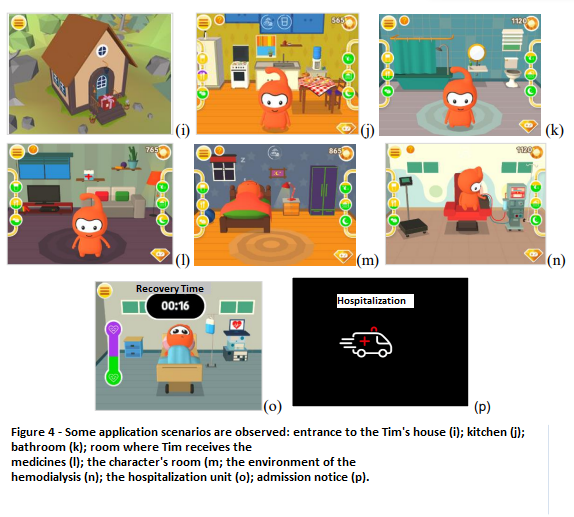 (i)
565
(j)
1120
(k)
765
(l)
865
z
(m)
1120
(n)
Recovery Time
00:16
(o)
Hospitalization
(p)
Figure 4 - Some application scenarios are observed: entrance to the Tim's house (i); kitchen (j);
bathroom (k); room where Tim receives the
medicines (l); the character's room (m; the environment of the
hemodialysis (n); the hospitalization unit (o); admission notice (p).